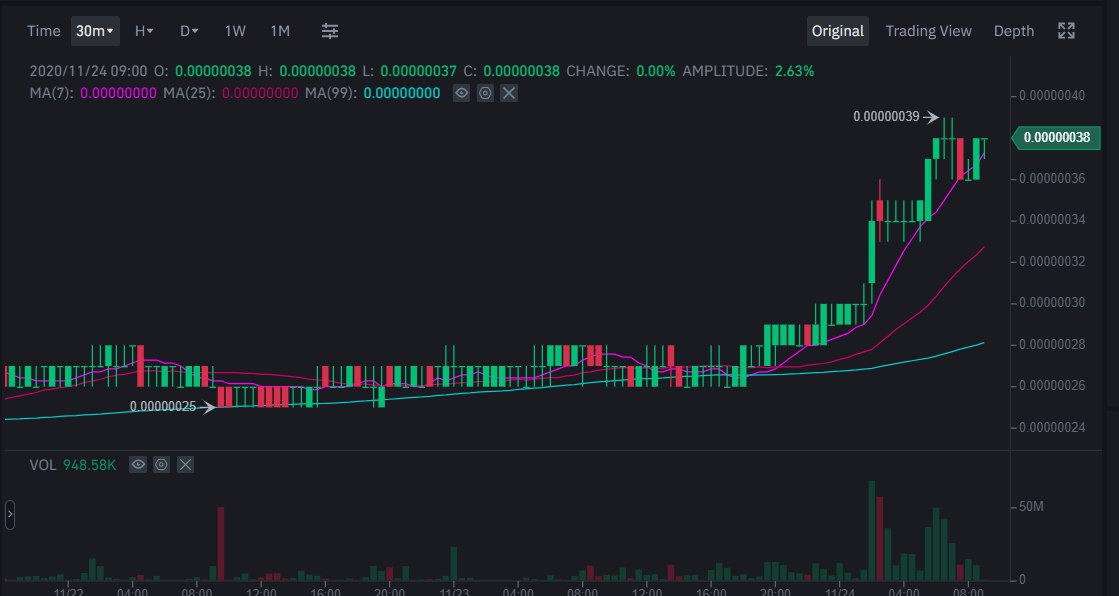 Time 30m H D 1W 1M Original Trading View Depth
2020/11/24 09:00 O: 0.00000038 H: 0.00000038 L: 0.00000037 C: 0.00000038 CHANGE: 0.00% AMPLITUDE: 2.63%
MA(7): 0.00000000 MA(25): 0.00000000 MA(99): 0.00000000
0.00000040
0.00000039
0.00000038
0.00000036
0.00000034
0.00000032
0.00000030
0.00000028
0.00000026
0.00000025
0.00000024
VOL 948.58K
50M
0
11/22 04:00 08:00 12:00 16:00 20:00 11/23 04:00 08:00 12:00 16:00 20:00 11/24 04:00 08:00